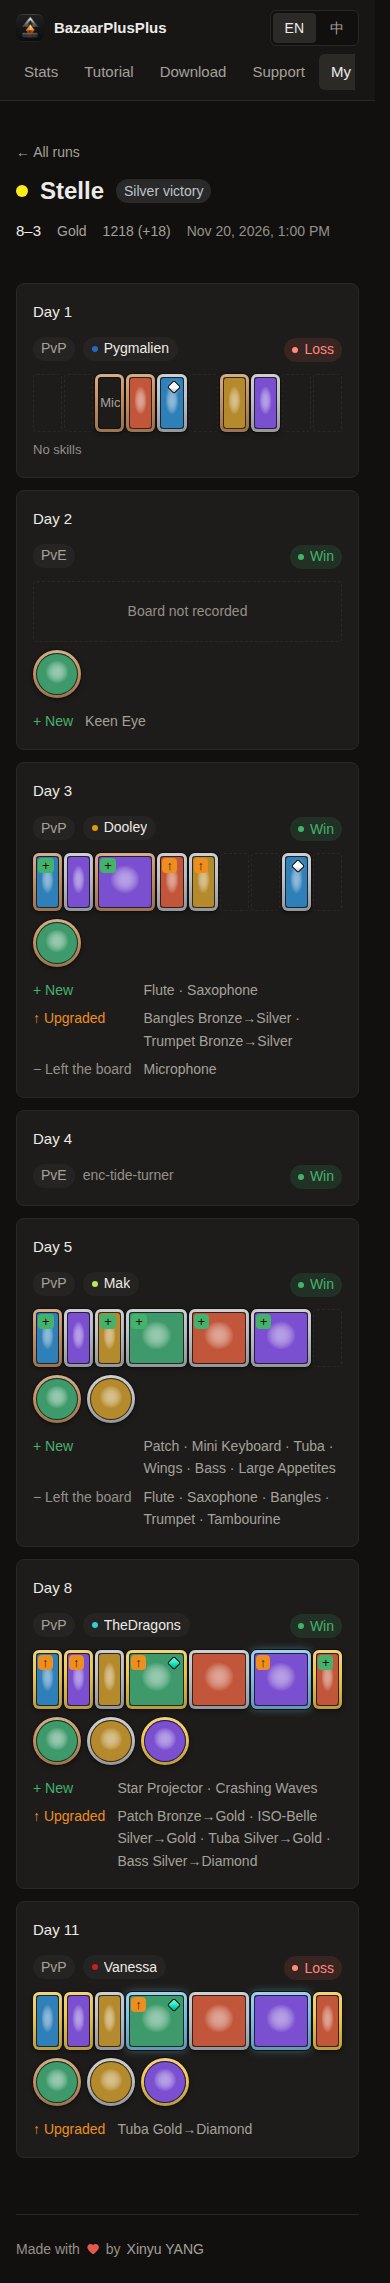 BazaarPlusPlus
EN 中
Stats Tutorial Download Support My
← All runs
Stelle Silver victory
8–3 Gold 1218 (+18) Nov 20, 2026, 1:00 PM
Day 1
PvP Pygmalien Loss
Mic
No skills
Day 2
PvE Win
Board not recorded
+ New Keen Eye
Day 3
PvP Dooley Win
+ + ↑ ↑
+ New Flute · Saxophone
↑ Upgraded Bangles Bronze→Silver ·
Trumpet Bronze→Silver
− Left the board Microphone
Day 4
PvE enc-tide-turner Win
Day 5
PvP Mak Win
+ + + + +
+ New Patch · Mini Keyboard · Tuba ·
Wings · Bass · Large Appetites
− Left the board Flute · Saxophone · Bangles ·
Trumpet · Tambourine
Day 8
PvP TheDragons Win
↑ ↑ ↑ ↑ +
+ New Star Projector · Crashing Waves
↑ Upgraded Patch Bronze→Gold · ISO-Belle
Silver→Gold · Tuba Silver→Gold ·
Bass Silver→Diamond
Day 11
PvP Vanessa Loss
↑
↑ Upgraded Tuba Gold→Diamond
Made with ♥ by Xinyu YANG